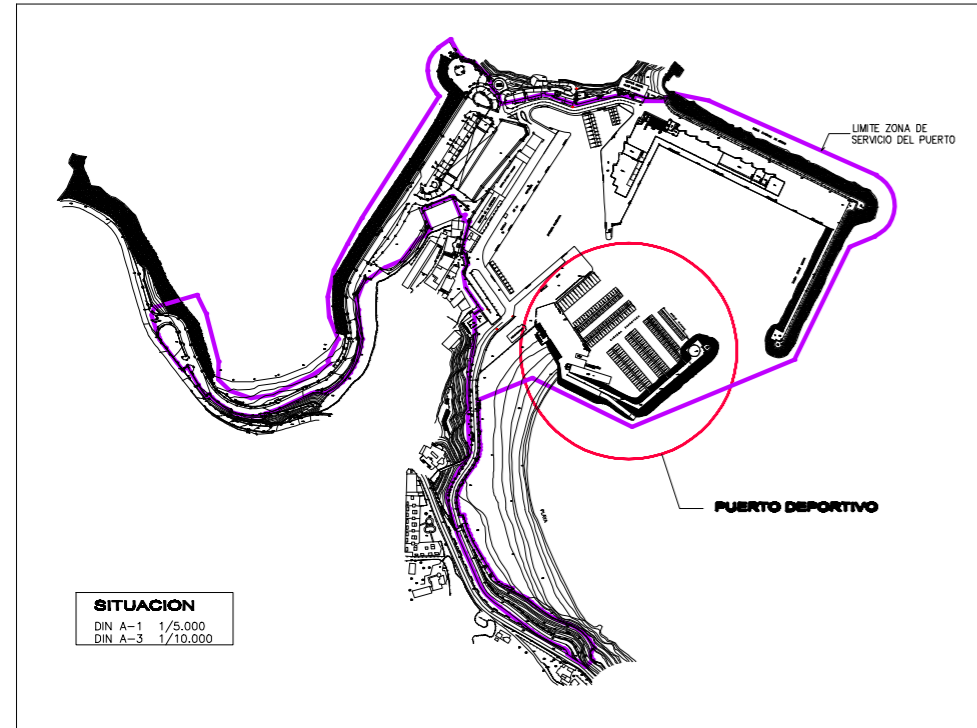 LIMITE ZONA DE
SERVICIO DEL PUERTO
PLAYA
PUERTO DEPORTIVO
SITUACION
DIN A-1 1/5.000
DIN A-3 1/10.000